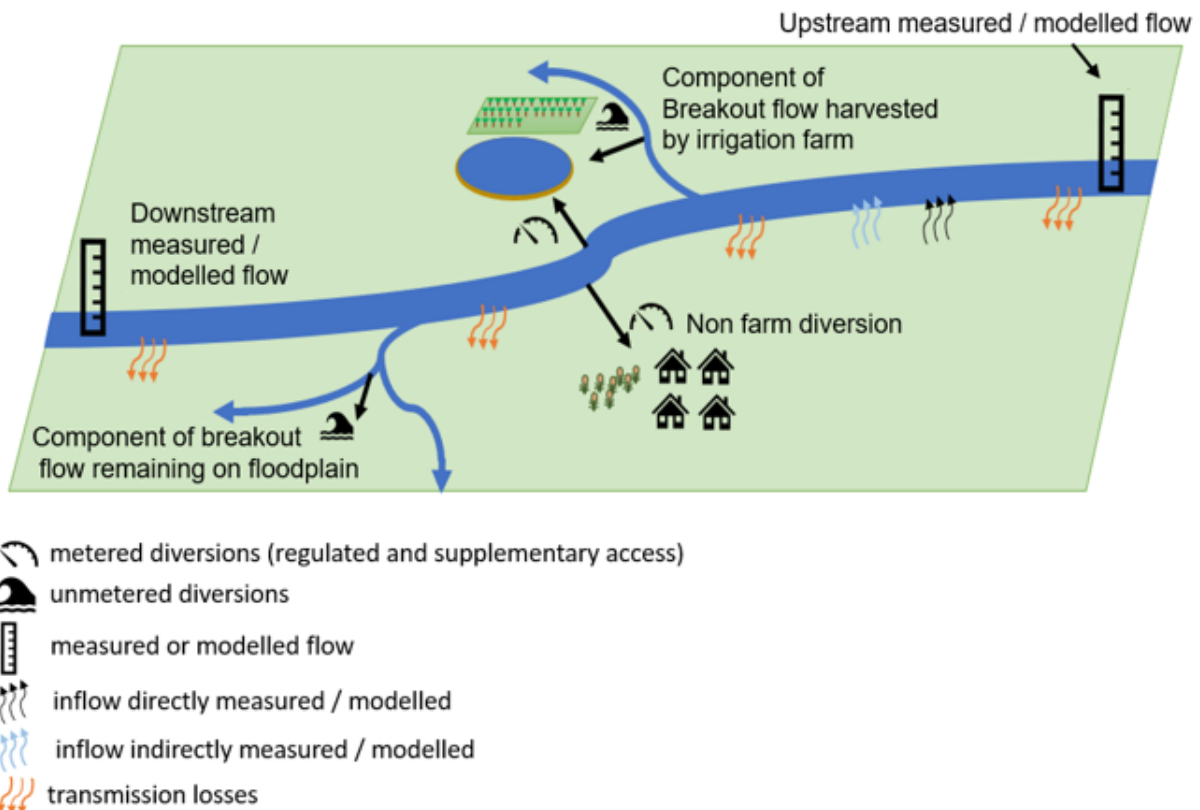 Upstream measured / modelled flow
Component of
Breakout flow harvested
by irrigation farm
Downstream
measured /
modelled flow
Non farm diversion
Component of breakout
flow remaining on floodplain
metered diversions (regulated and supplementary access)
unmetered diversions
measured or modelled flow
inflow directly measured / modelled
inflow indirectly measured / modelled
transmission losses